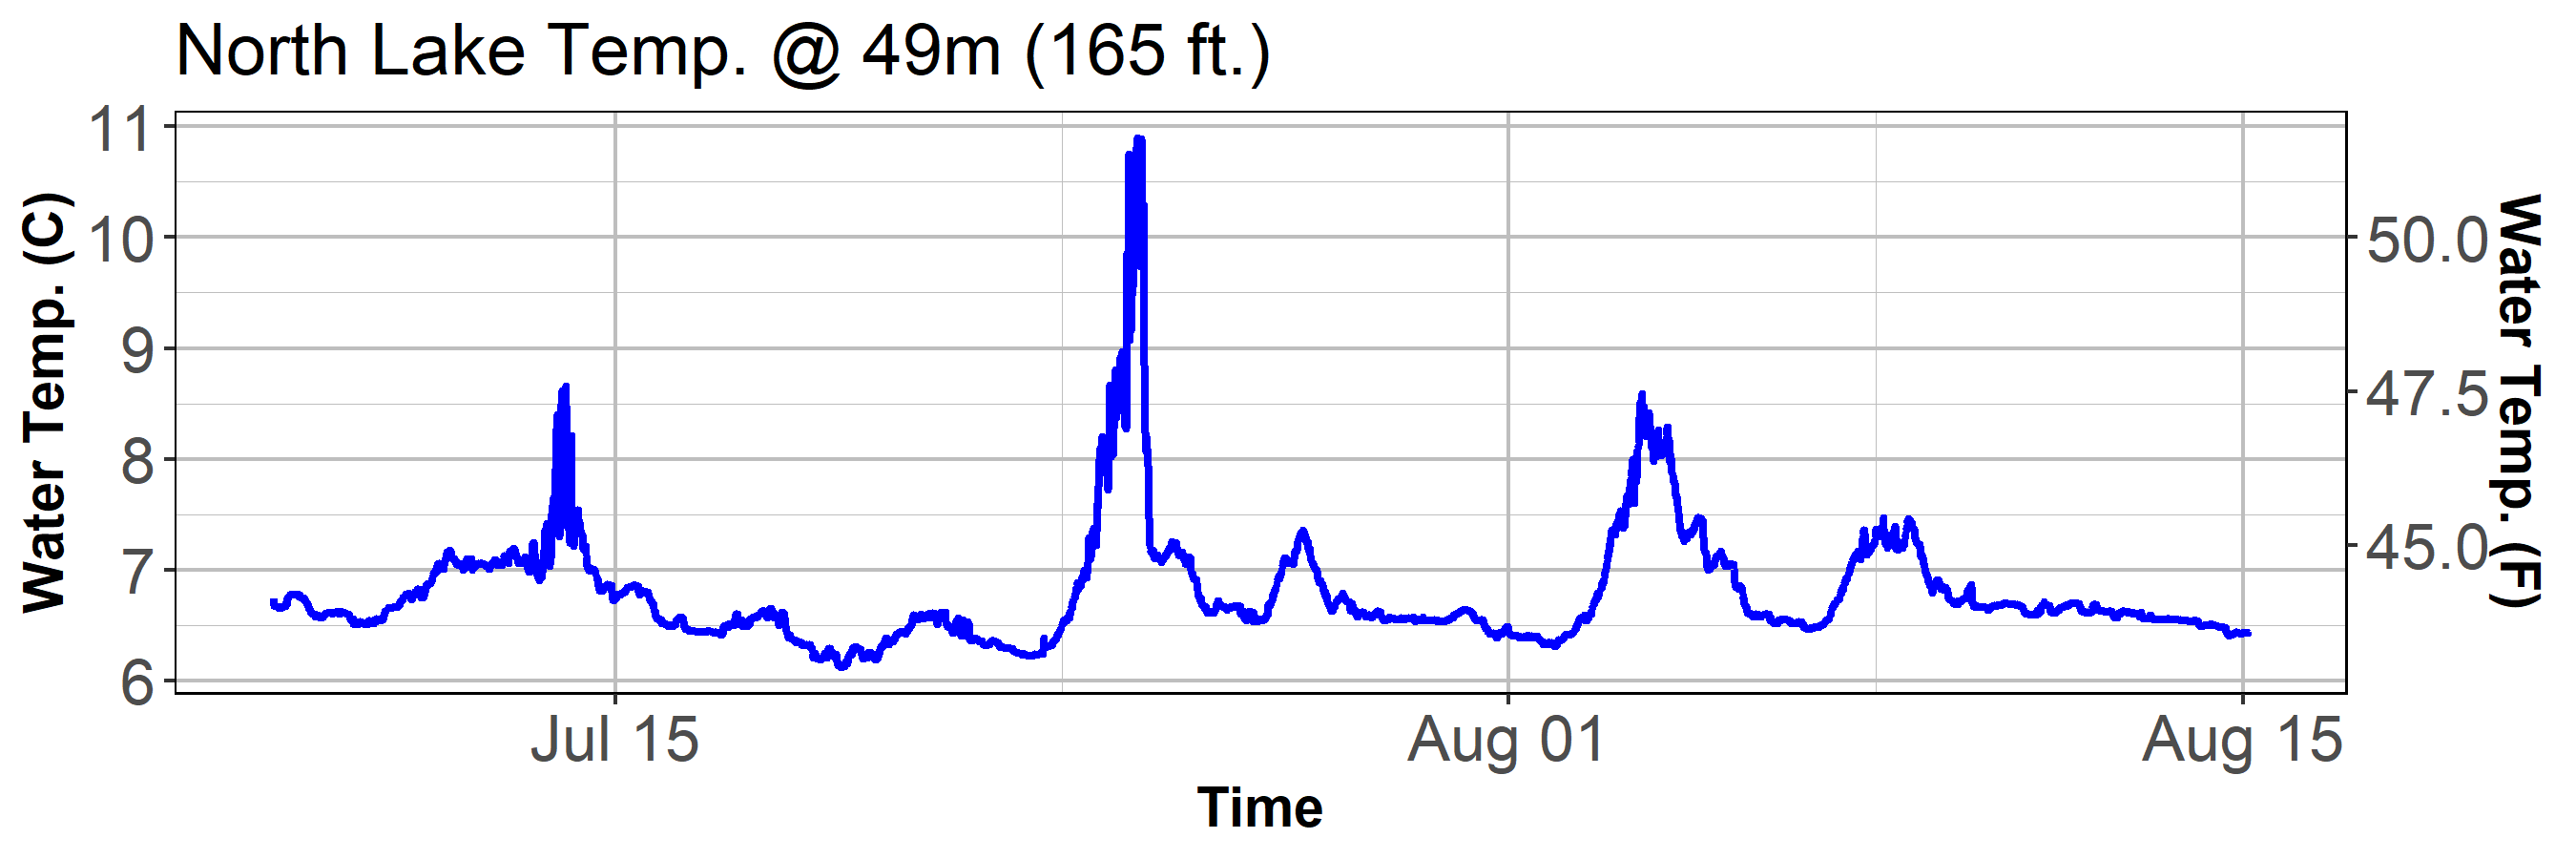 North Lake Temp. @ 49m (165 ft.)
Water Temp. (C)
11
10
9
8
7
6
50.0
47.5
45.0
Water Temp. (F)
Jul 15
Aug 01
Aug 15
Time